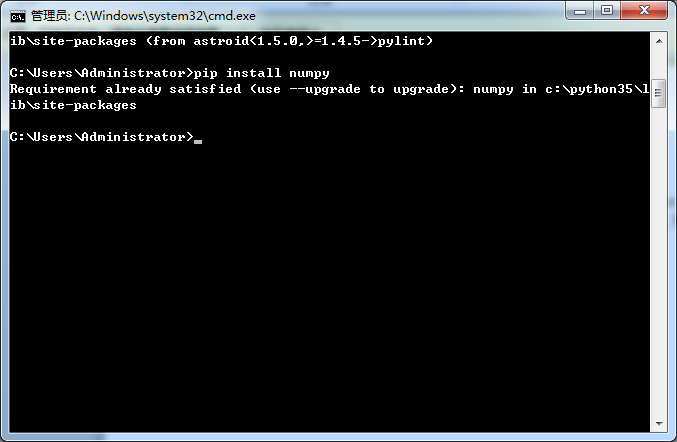 管理员: C:\Windows\system32\cmd.exe
ib\site-packages (from astroid<1.5.0,>=1.4.5->pylint)
C:\Users\Administrator>pip install numpy
Requirement already satisfied (use --upgrade to upgrade): numpy in c:\python35\l
ib\site-packages
C:\Users\Administrator>